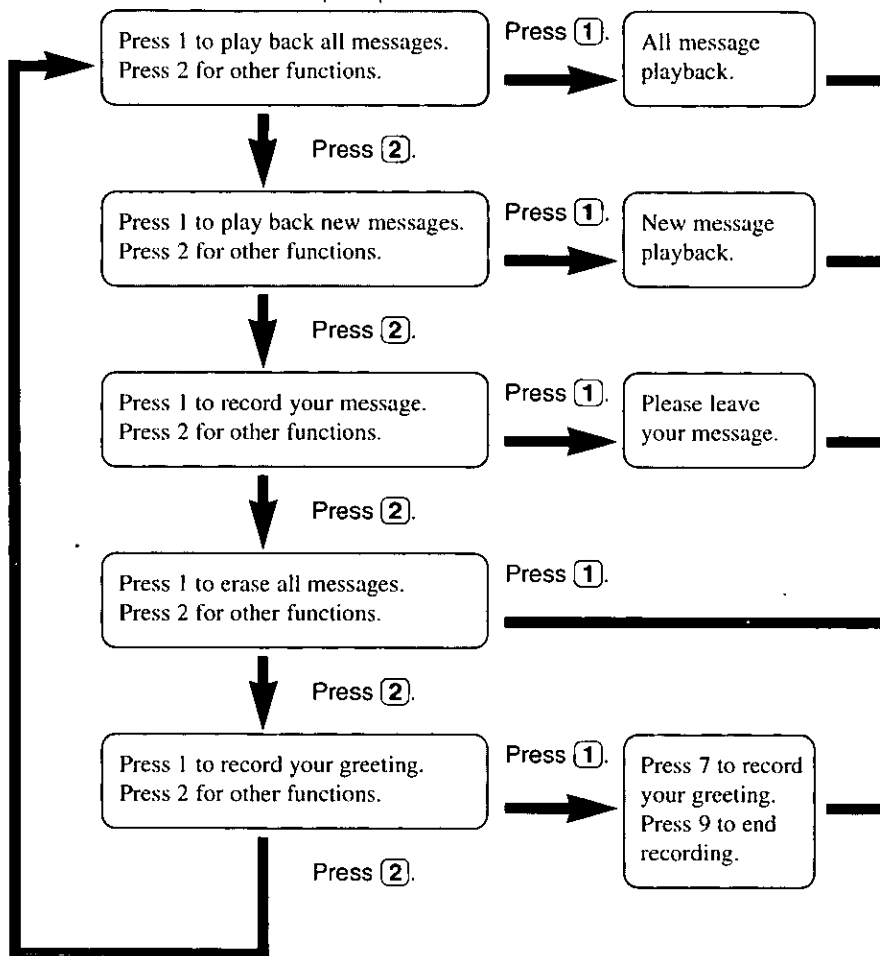 Press 1 to play back all messages.
Press 2 for other functions.
Press 1.
All message
playback.
Press 2.
Press 1 to play back new messages.
Press 2 for other functions.
Press 1.
New message
playback.
Press 2.
Press 1 to record your message.
Press 2 for other functions.
Press 1.
Please leave
your message.
Press 2.
Press 1 to erase all messages.
Press 2 for other functions.
Press 1.
Press 2.
Press 1 to record your greeting.
Press 2 for other functions.
Press 1.
Press 7 to record
your greeting.
Press 9 to end
recording.
Press 2.